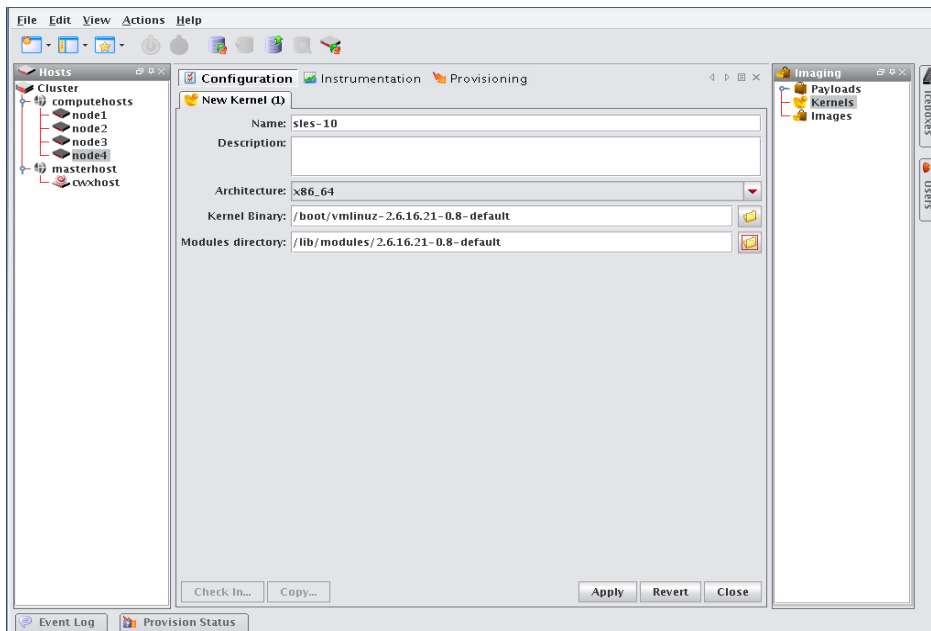 File Edit View Actions Help
Hosts
Cluster
computehosts
node1
node2
node3
node4
masterhost
cwxhost
Configuration Instrumentation Provisioning
New Kernel (1)
Name: sles-10
Description:
Architecture: x86_64
Kernel Binary: /boot/vmlinuz-2.6.16.21-0.8-default
Modules directory: /lib/modules/2.6.16.21-0.8-default
Check In... Copy... Apply Revert Close
Imaging
Payloads
Kernels
Images
Iceboxes
Users
Event Log Provision Status